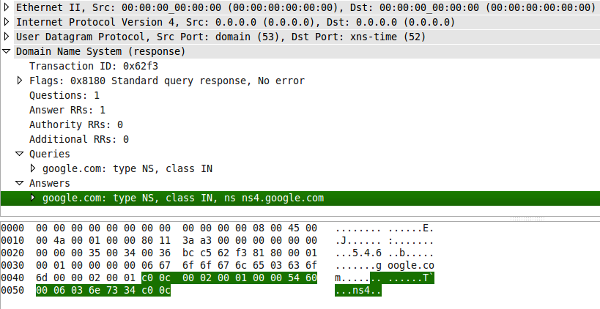 Ethernet II, Src: 00:00:00_00:00:00 (00:00:00:00:00:00), Dst: 00:00:00_00:00:00 (00:00:00:00:00:00)
Internet Protocol Version 4, Src: 0.0.0.0 (0.0.0.0), Dst: 0.0.0.0 (0.0.0.0)
User Datagram Protocol, Src Port: domain (53), Dst Port: xns-time (52)
Domain Name System (response)
Transaction ID: 0x62f3
Flags: 0x8180 Standard query response, No error
Questions: 1
Answer RRs: 1
Authority RRs: 0
Additional RRs: 0
Queries
google.com: type NS, class IN
Answers
google.com: type NS, class IN, ns ns4.google.com
0000 00 00 00 00 00 00 00 00 00 00 00 00 08 00 45 00 ........ ......E.
0010 00 4a 00 01 00 00 80 11 3a a3 00 00 00 00 00 00 .J...... :.......
0020 00 00 00 35 00 34 00 36 bc c5 62 f3 81 80 00 01 ...5.4.6 ..b.....
0030 00 01 00 00 00 00 06 67 6f 6f 67 6c 65 03 63 6f .......g oogle.co
0040 6d 00 00 02 00 01 c0 0c 00 02 00 01 00 00 54 60 m....... ......T`
0050 00 06 03 6e 73 34 c0 0c ...ns4..